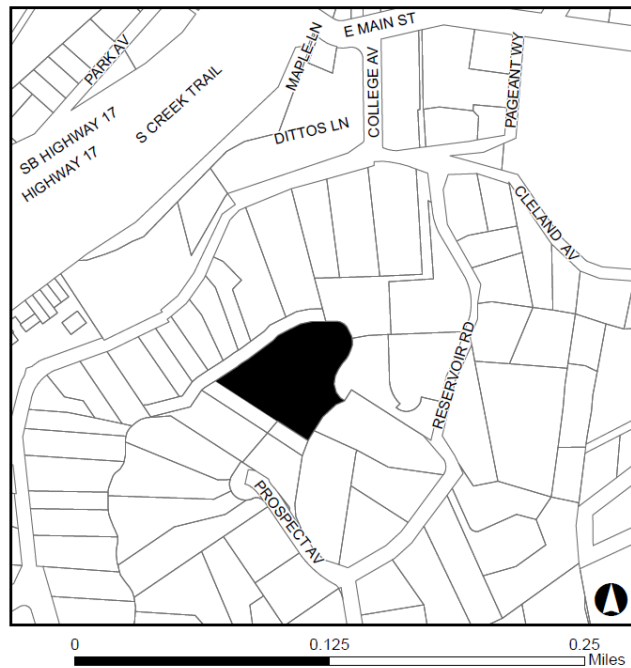 E MAIN ST
PARK AV
MAPLE LN
COLLEGE AV
PAGEANT WY
S CREEK TRAIL
SB HIGHWAY 17
DITTOS LN
HIGHWAY 17
CLELAND AV
RESERVOIR RD
PROSPECT AV
0 0.125 0.25
Miles